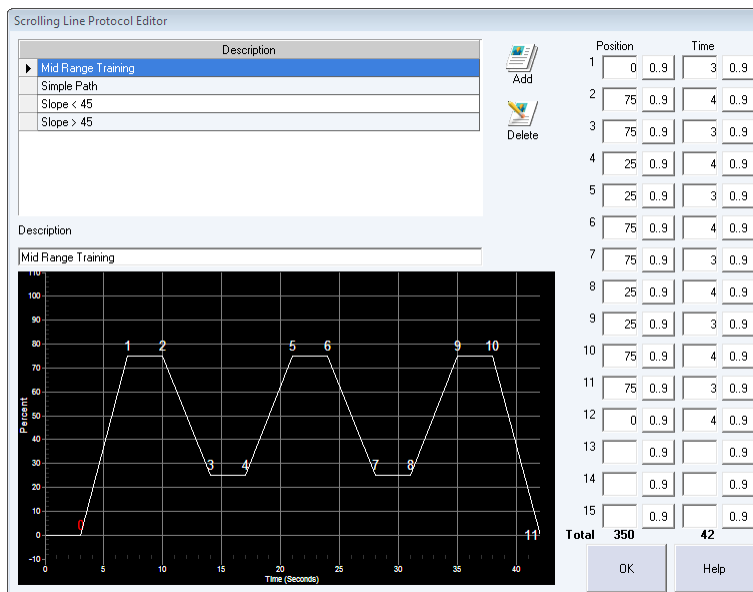 Scrolling Line Protocol Editor
Description
Mid Range Training
Simple Path
Slope < 45
Slope > 45
Add
Delete
Description
Mid Range Training
110
100
90
80
70
60
50
40
30
20
10
0
-10
Percent
0 1 2 3 4 5 6 7 8 9 10 11
0 5 10 15 20 25 30 35 40
Time (Seconds)
Position Time
1 0 0..9 3 0..9
2 75 0..9 4 0..9
3 75 0..9 3 0..9
4 25 0..9 4 0..9
5 25 0..9 3 0..9
6 75 0..9 4 0..9
7 75 0..9 3 0..9
8 25 0..9 4 0..9
9 25 0..9 3 0..9
10 75 0..9 4 0..9
11 75 0..9 3 0..9
12 0 0..9 4 0..9
13 0..9 0..9
14 0..9 0..9
15 0..9 0..9
Total 350 42
OK Help